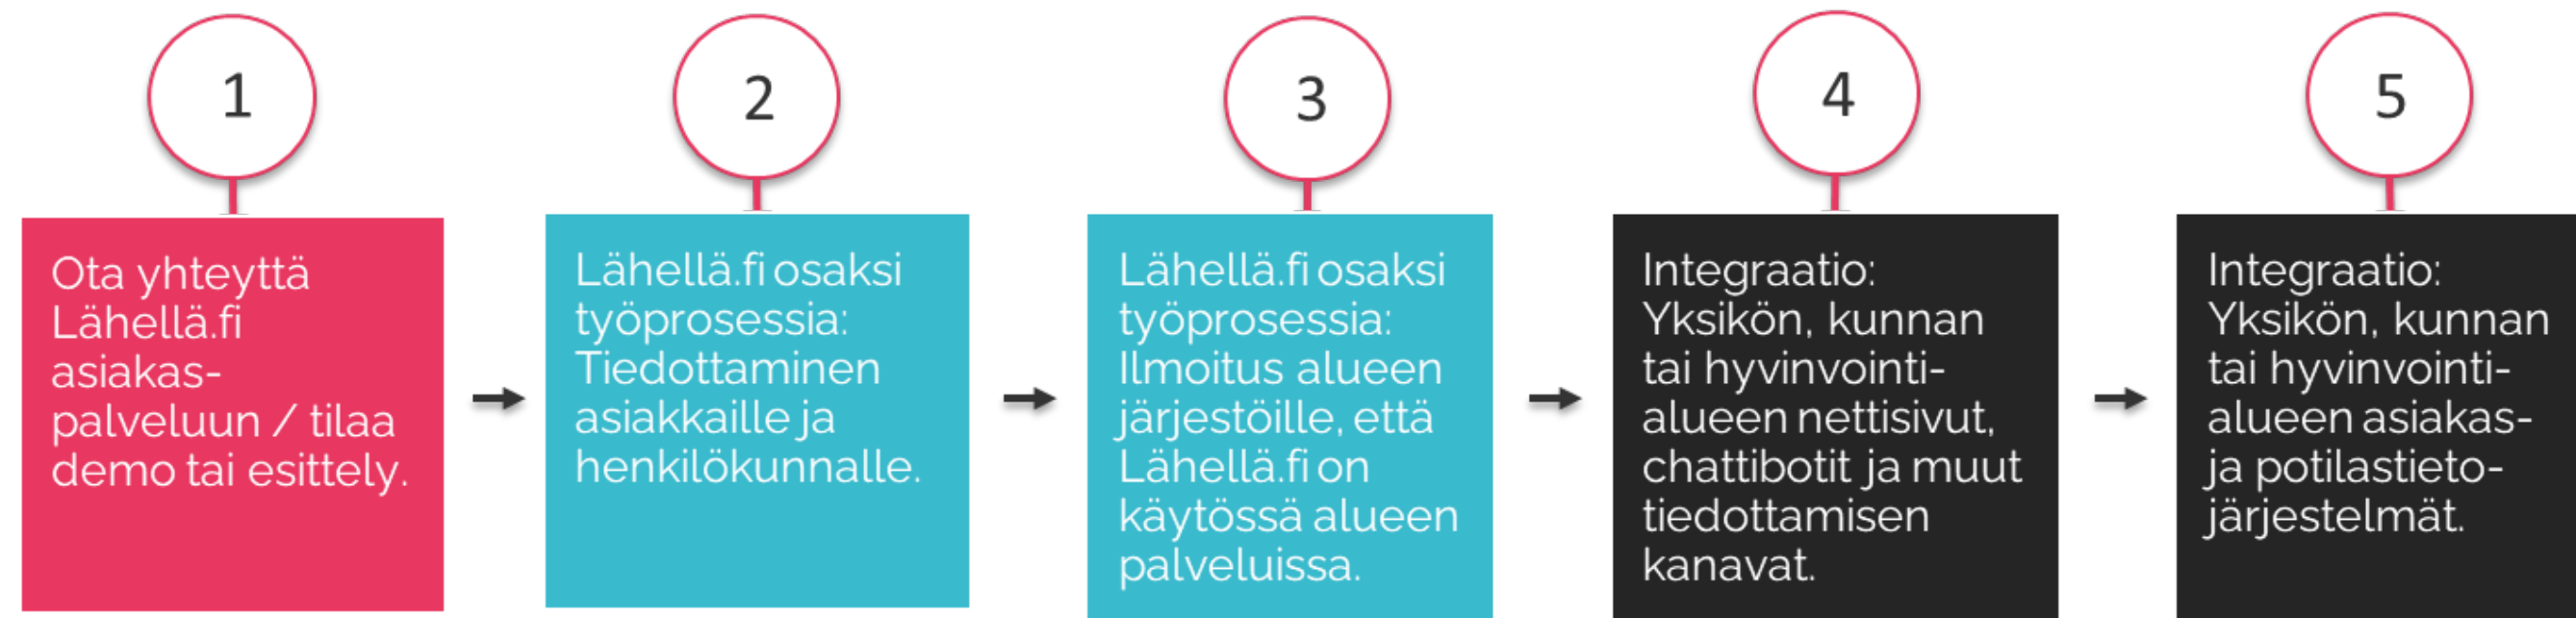 1
Ota yhteyttä
Lähellä.fi
asiakas-
palveluun / tilaa
demo tai esittely.
2
Lähellä.fi osaksi
työprosessia:
Tiedottaminen
asiakkaille ja
henkilökunnalle.
3
Lähellä.fi osaksi
työprosessia:
Ilmoitus alueen
järjestöille, että
Lähellä.fi on
käytössä alueen
palveluissa.
4
Integraatio:
Yksikön, kunnan
tai hyvinvointi-
alueen nettisivut,
chattibotit ja muut
tiedottamisen
kanavat.
5
Integraatio:
Yksikön, kunnan
tai hyvinvointi-
alueen asiakas-
ja potilastieto-
järjestelmät.